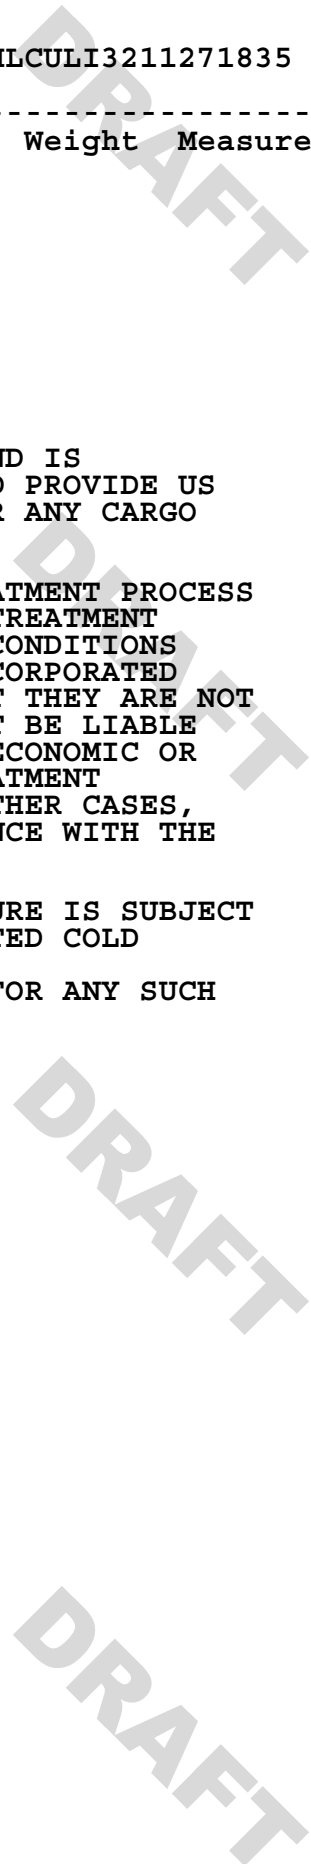 DRAFT
HLCULI3211271835
-----------------
Weight Measure
ND IS
O PROVIDE US
R ANY CARGO
DRAFT
ATMENT PROCESS
TREATMENT
CONDITIONS
CORPORATED
T THEY ARE NOT
T BE LIABLE
ECONOMIC OR
ATMENT
THER CASES,
NCE WITH THE
URE IS SUBJECT
TED COLD
FOR ANY SUCH
DRAFT
DRAFT